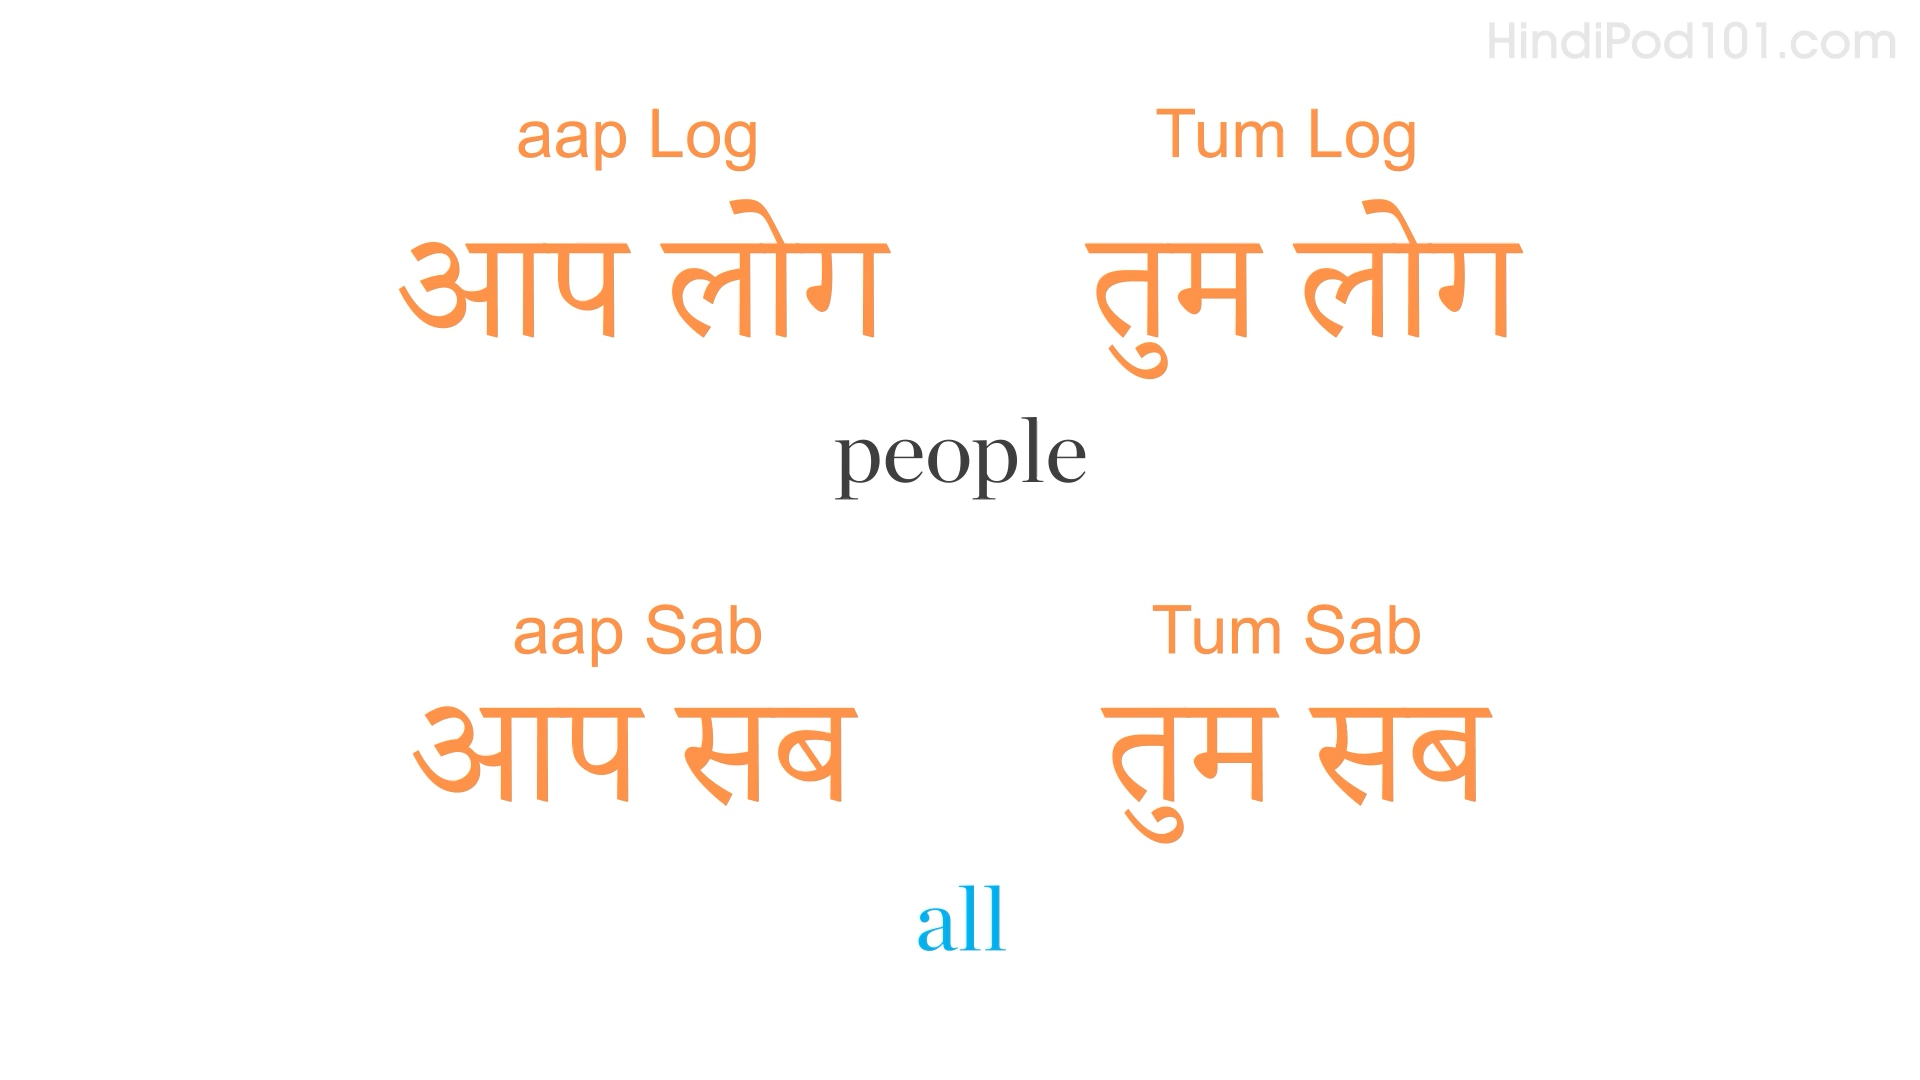 HindiPod101.com
aap Log
Tum Log
आप लोग
तुम लोग
people
aap Sab
Tum Sab
आप सब
तुम सब
all